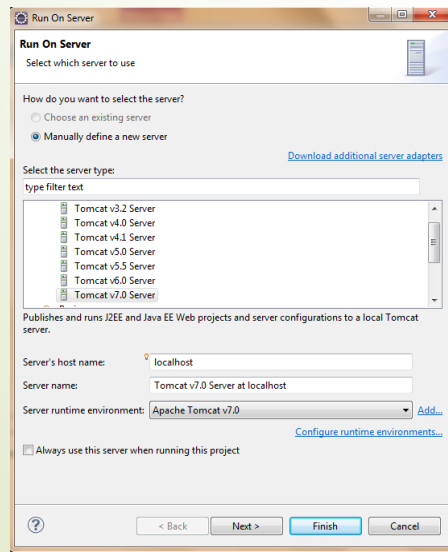 Run On Server
Run On Server
Select which server to use
How do you want to select the server?
Choose an existing server
Manually define a new server
Download additional server adapters
Select the server type:
type filter text
Tomcat v3.2 Server
Tomcat v4.0 Server
Tomcat v4.1 Server
Tomcat v5.0 Server
Tomcat v5.5 Server
Tomcat v6.0 Server
Tomcat v7.0 Server
Publishes and runs J2EE and Java EE Web projects and server configurations to a local Tomcat
server.
Server's host name: localhost
Server name: Tomcat v7.0 Server at localhost
Server runtime environment: Apache Tomcat v7.0 Add...
Configure runtime environments...
Always use this server when running this project
? < Back Next > Finish Cancel